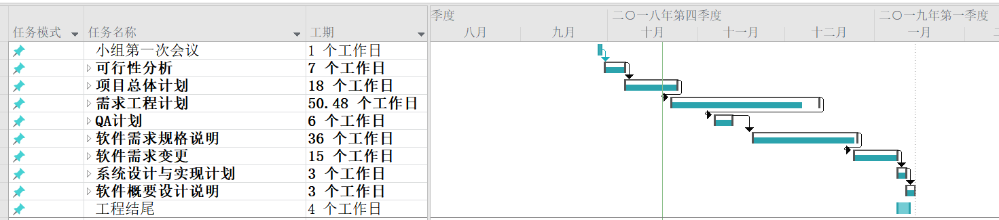 季度 二〇一八年第四季度 二〇一九年第一季度
任务模式 任务名称 工期 八月 九月 十月 十一月 十二月 一月
小组第一次会议 1 个工作日
可行性分析 7 个工作日
项目总体计划 18 个工作日
需求工程计划 50.48 个工作日
QA计划 6 个工作日
软件需求规格说明 36 个工作日
软件需求变更 15 个工作日
系统设计与实现计划 3 个工作日
软件概要设计说明 3 个工作日
工程结尾 4 个工作日